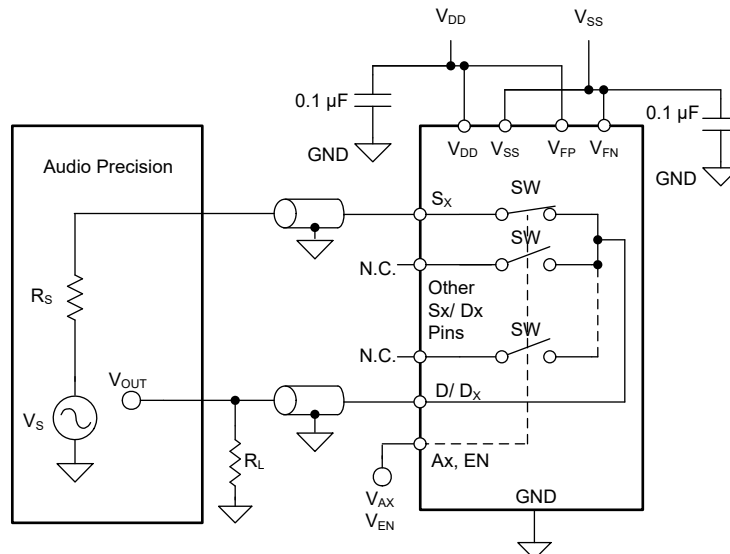 V_DD
V_SS
0.1 µF
0.1 µF
GND
V_DD
V_SS
V_FP
V_FN
GND
Audio Precision
S_X
SW
N.C.
SW
R_S
Other
Sx/ Dx
Pins
SW
N.C.
V_OUT
D/ D_X
V_S
R_L
Ax, EN
V_AX
V_EN
GND